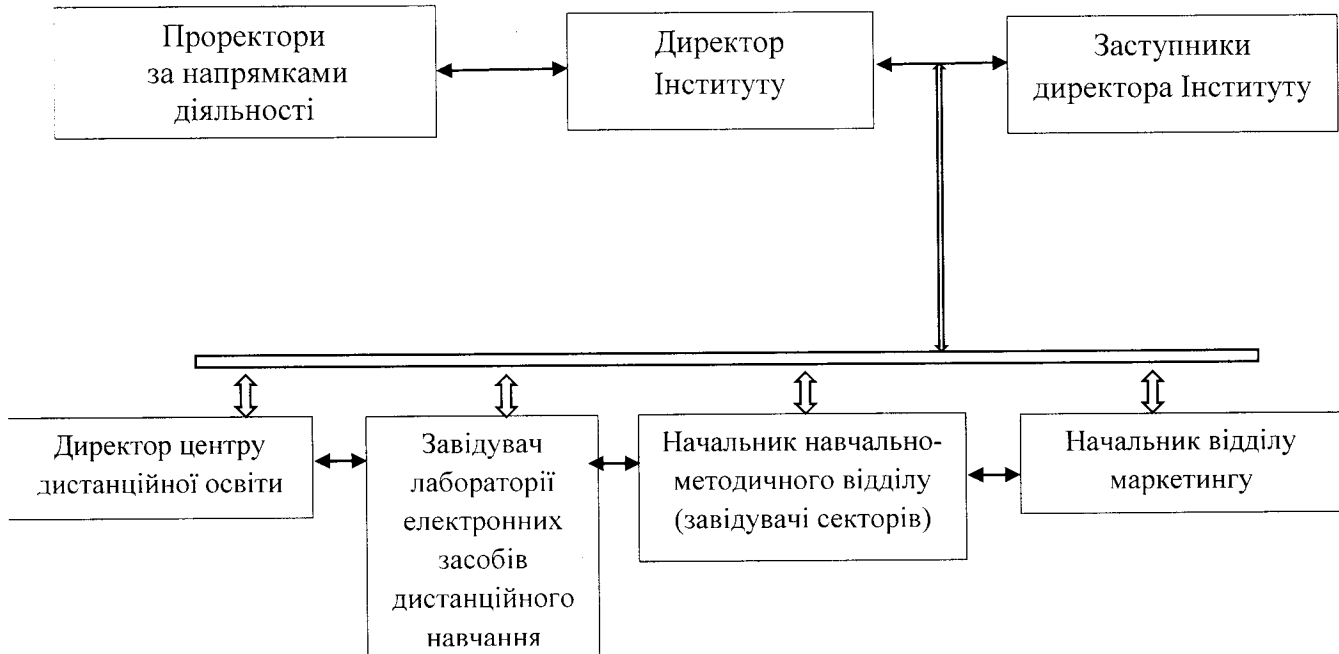 Проректори
за напрямками
діяльності
Директор
Інституту
Заступники
директора Інституту
Директор центру
дистанційної освіти
Завідувач
лабораторії
електронних
засобів
дистанційного
навчання
Начальник навчально-
методичного відділу
(завідувачі секторів)
Начальник відділу
маркетингу